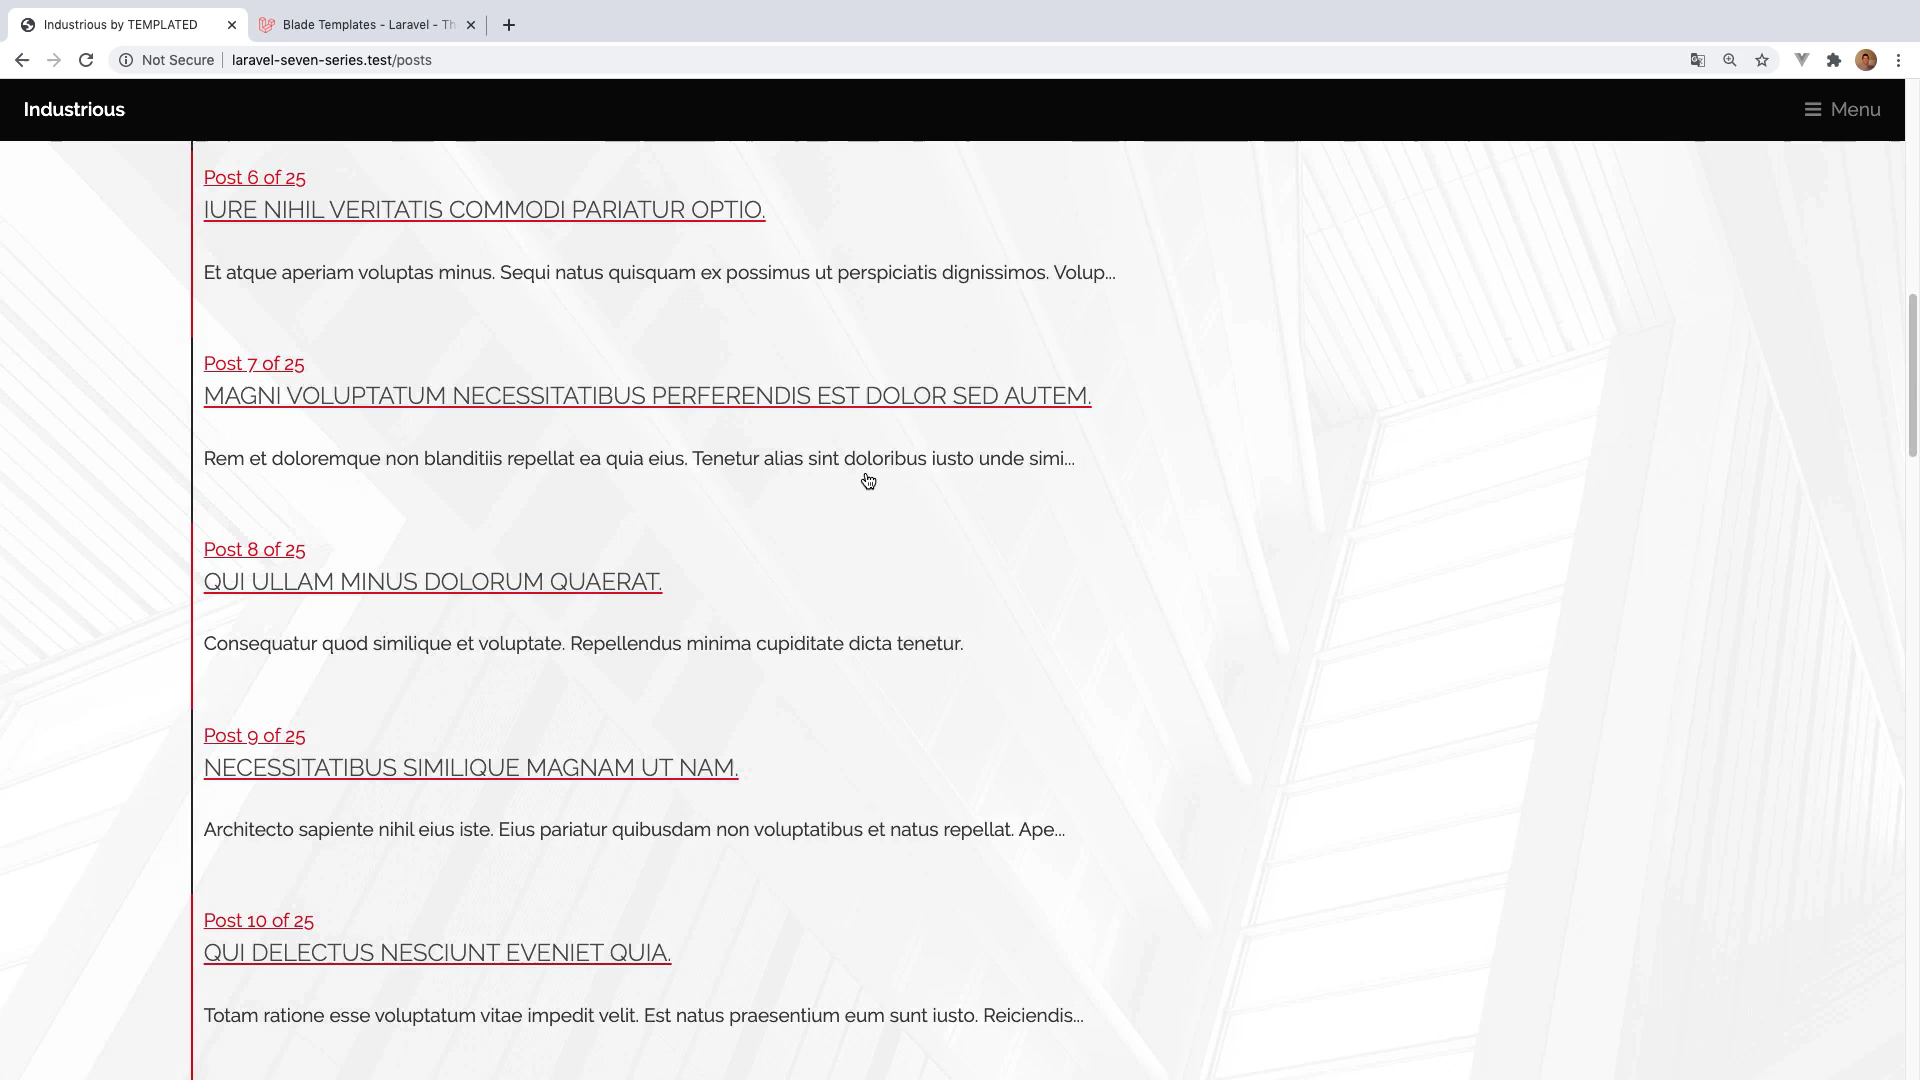 Industrious by TEMPLATED
Blade Templates - Laravel - Th
Not Secure
laravel-seven-series.test/posts
Industrious
Menu
Post 6 of 25
IURE NIHIL VERITATIS COMMODI PARIATUR OPTIO.
Et atque aperiam voluptas minus. Sequi natus quisquam ex possimus ut perspiciatis dignissimos. Volup...
Post 7 of 25
MAGNI VOLUPTATUM NECESSITATIBUS PERFERENDIS EST DOLOR SED AUTEM.
Rem et doloremque non blanditiis repellat ea quia eius. Tenetur alias sint doloribus iusto unde simi...
Post 8 of 25
QUI ULLAM MINUS DOLORUM QUAERAT.
Consequatur quod similique et voluptate. Repellendus minima cupiditate dicta tenetur.
Post 9 of 25
NECESSITATIBUS SIMILIQUE MAGNAM UT NAM.
Architecto sapiente nihil eius iste. Eius pariatur quibusdam non voluptatibus et natus repellat. Ape...
Post 10 of 25
QUI DELECTUS NESCIUNT EVENIET QUIA.
Totam ratione esse voluptatum vitae impedit velit. Est natus praesentium eum sunt iusto. Reiciendis...